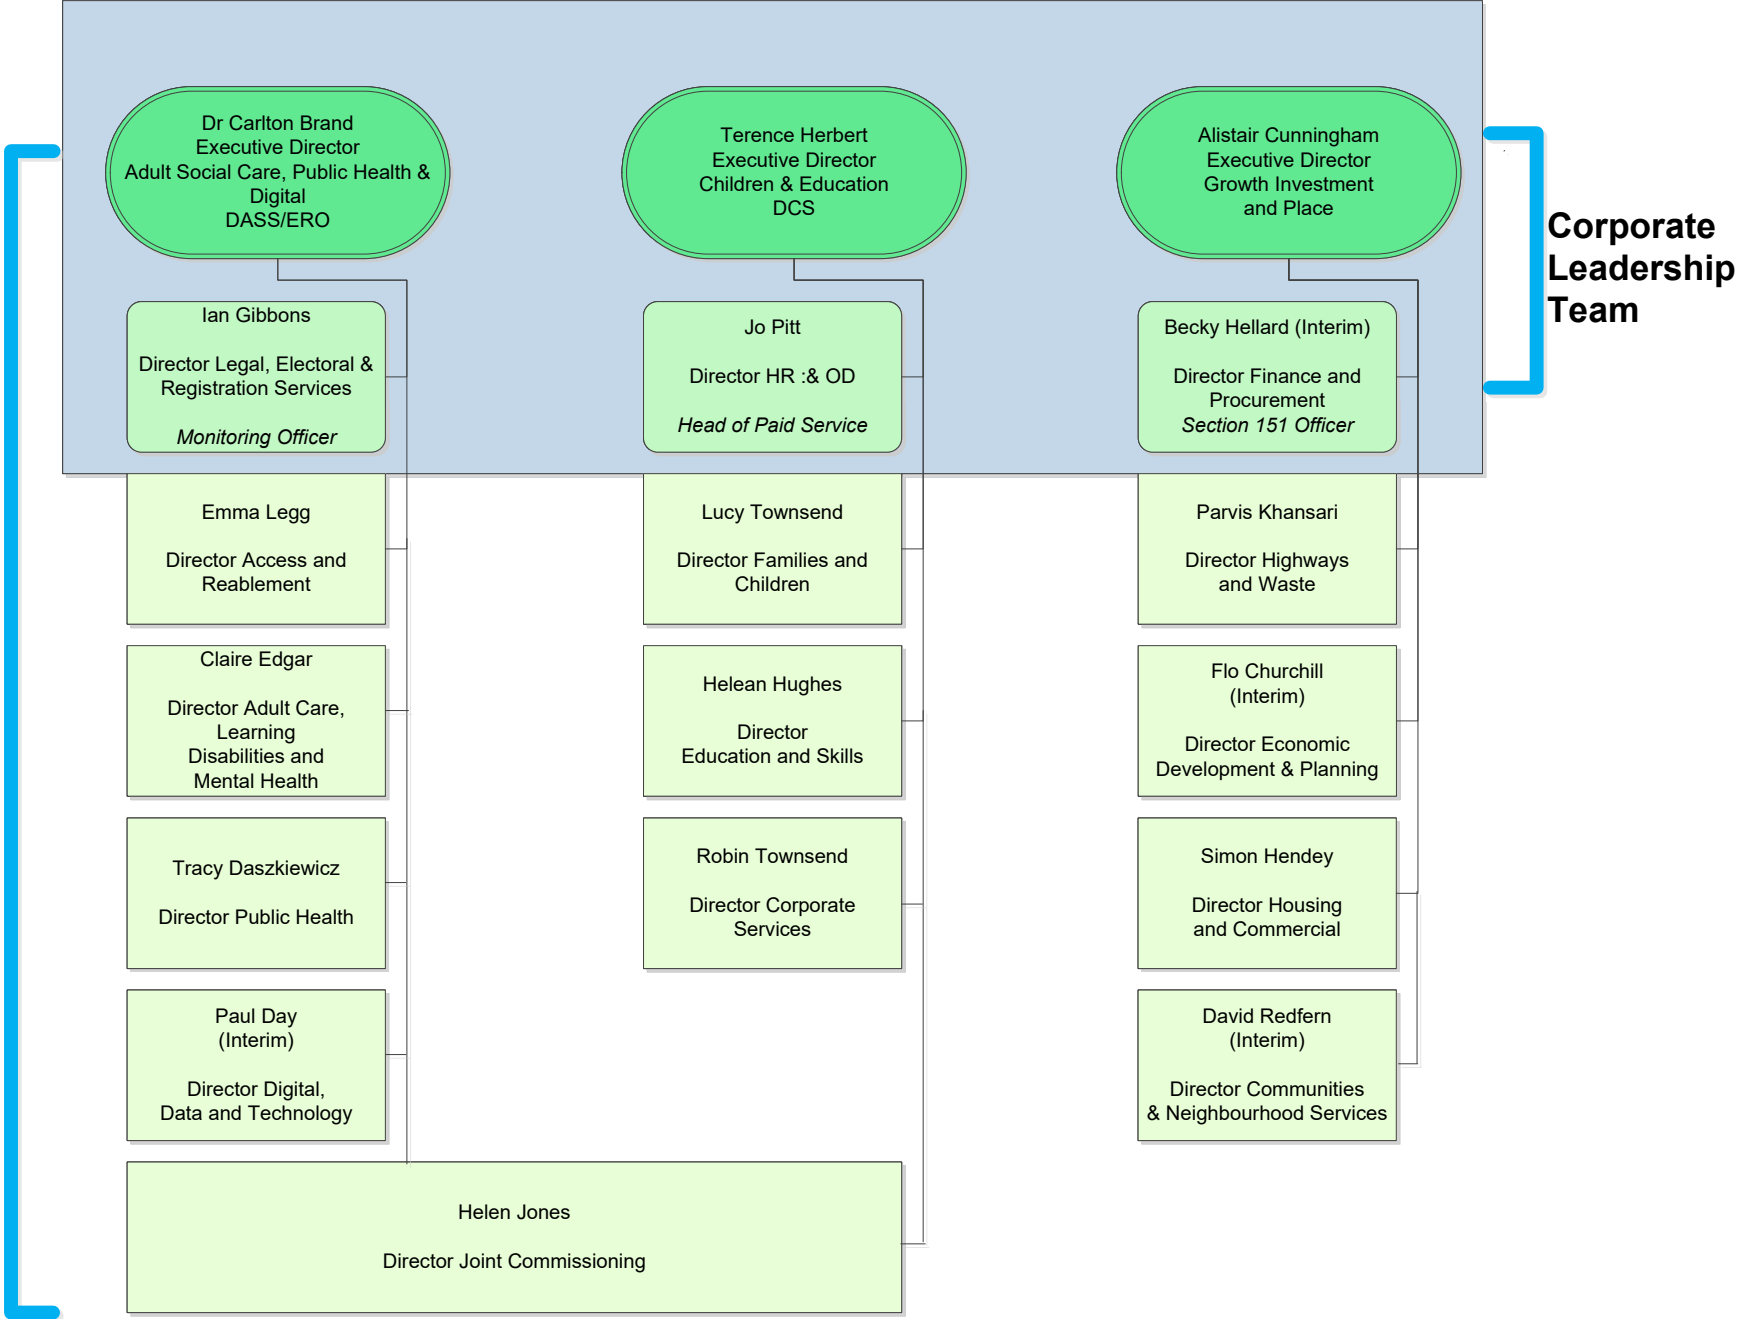 Dr Carlton Brand
Executive Director
Adult Social Care, Public Health &
Digital
DASS/ERO
Terence Herbert
Executive Director
Children & Education
DCS
Alistair Cunningham
Executive Director
Growth Investment
and Place
Corporate
Leadership
Team
Ian Gibbons
Director Legal, Electoral &
Registration Services
Monitoring Officer
Jo Pitt
Director HR :& OD
Head of Paid Service
Becky Hellard (Interim)
Director Finance and
Procurement
Section 151 Officer
Emma Legg
Director Access and
Reablement
Lucy Townsend
Director Families and
Children
Parvis Khansari
Director Highways
and Waste
Claire Edgar
Director Adult Care,
Learning
Disabilities and
Mental Health
Helean Hughes
Director
Education and Skills
Flo Churchill
(Interim)
Director Economic
Development & Planning
Tracy Daszkiewicz
Director Public Health
Robin Townsend
Director Corporate
Services
Simon Hendey
Director Housing
and Commercial
Paul Day
(Interim)
Director Digital,
Data and Technology
David Redfern
(Interim)
Director Communities
& Neighbourhood Services
Helen Jones
Director Joint Commissioning